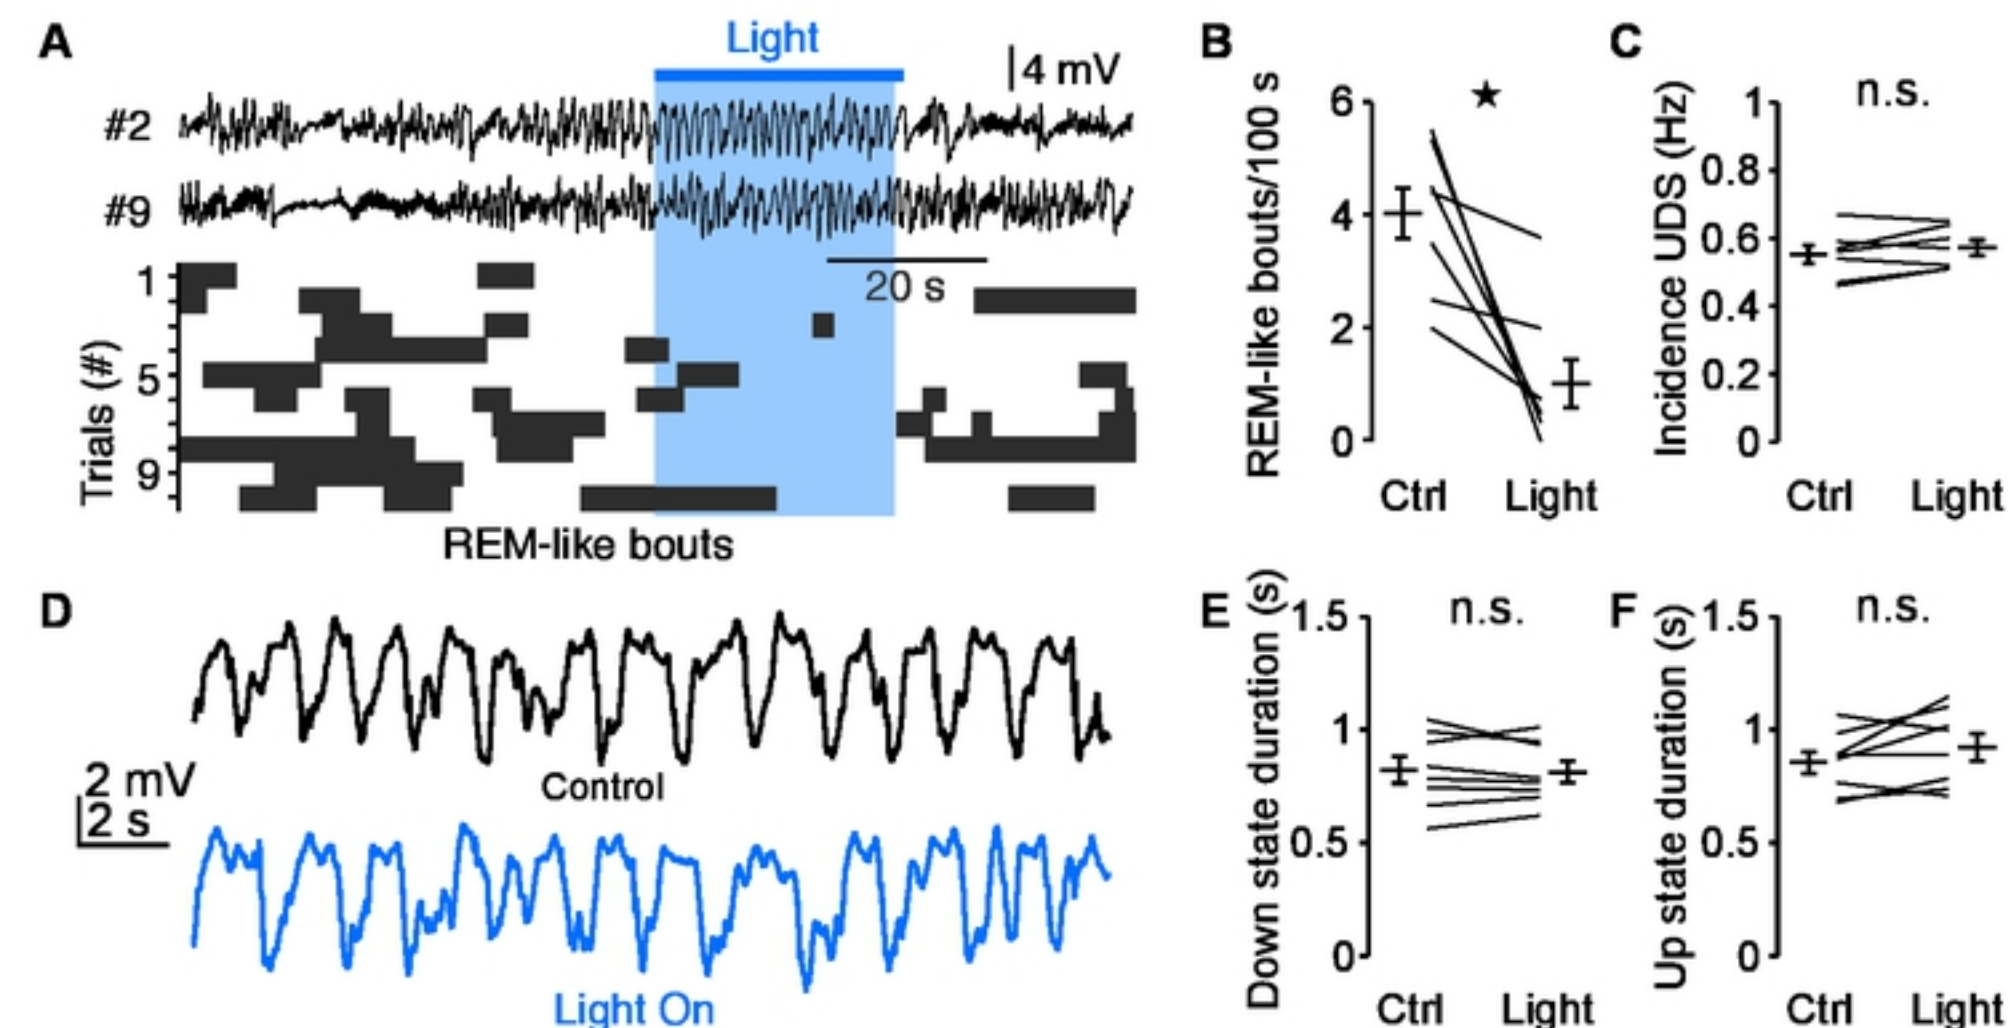 A
Light
4 mV
#2
#9
20 s
Trials (#)
1
5
9
REM-like bouts
B
REM-like bouts/100 s
6
4
2
0
★
Ctrl Light
C
Incidence UDS (Hz)
n.s.
1
0.8
0.6
0.4
0.2
0
Ctrl Light
D
2 mV
2 s
Control
Light On
E
Down state duration (s)
n.s.
1.5
1
0.5
0
Ctrl Light
F
Up state duration (s)
n.s.
1.5
1
0.5
0
Ctrl Light